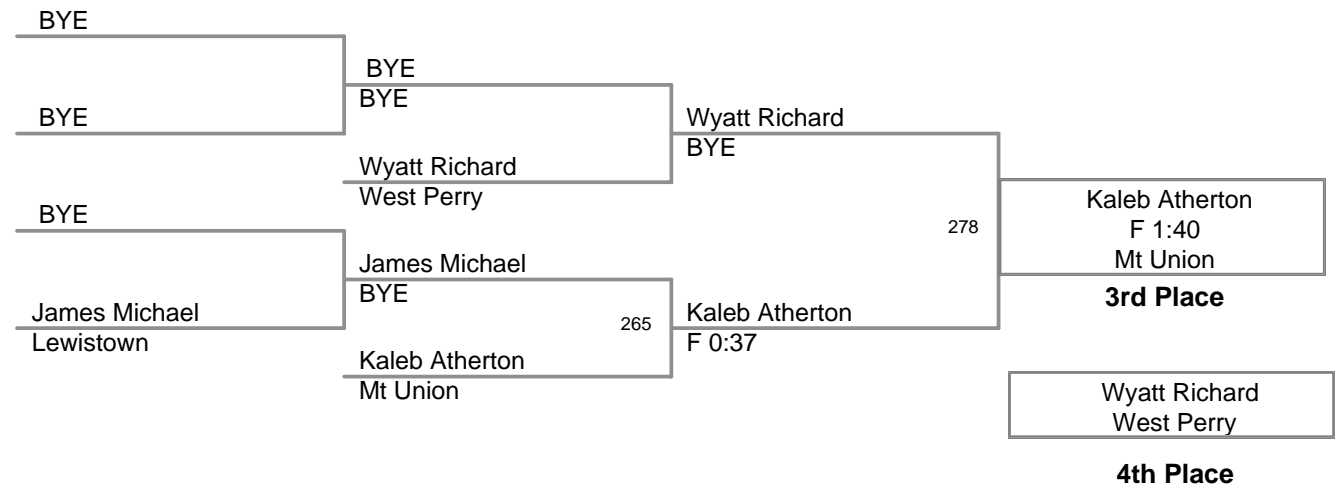 BYE
BYE
BYE
BYE
Wyatt Richard
BYE
Wyatt Richard
West Perry
BYE
278
Kaleb Atherton
F 1:40
Mt Union
3rd Place
James Michael
BYE
James Michael
Lewistown
265
Kaleb Atherton
F 0:37
Kaleb Atherton
Mt Union
Wyatt Richard
West Perry
4th Place